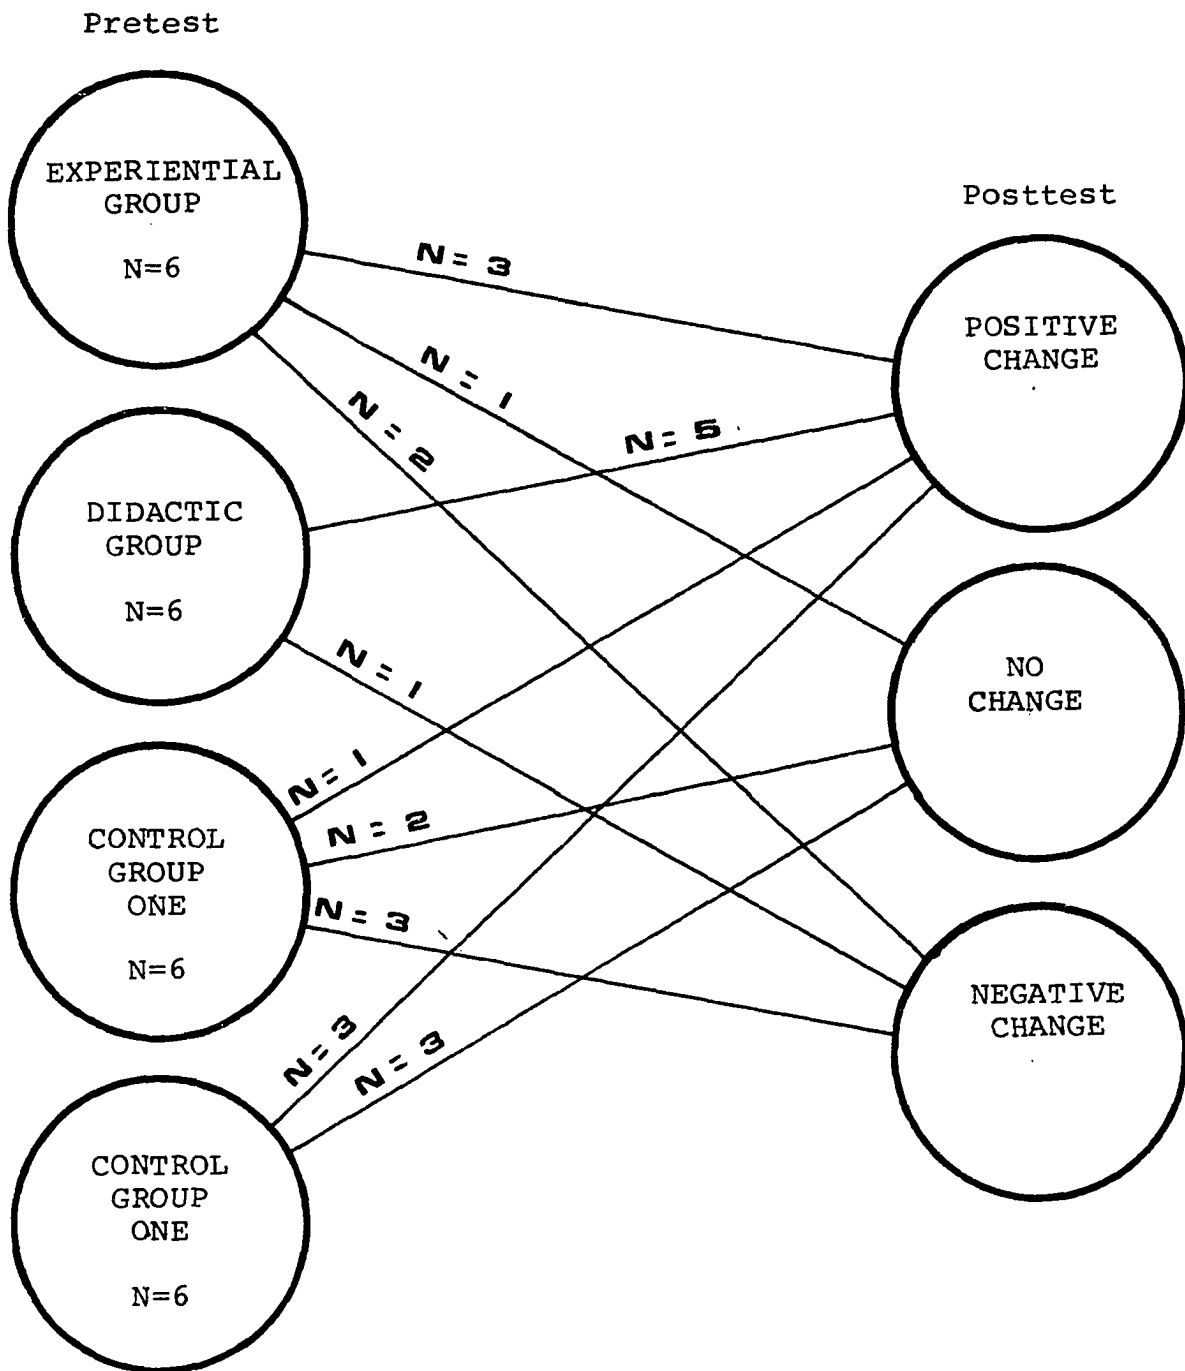 Pretest
EXPERIENTIAL
GROUP
N=6
Posttest
N=3
POSITIVE
CHANGE
N=1
N=2
N=5
DIDACTIC
GROUP
N=6
N=1
NO
CHANGE
N=1
N=2
CONTROL
GROUP
ONE
N=6
N=3
NEGATIVE
CHANGE
N=3
N=3
CONTROL
GROUP
ONE
N=6